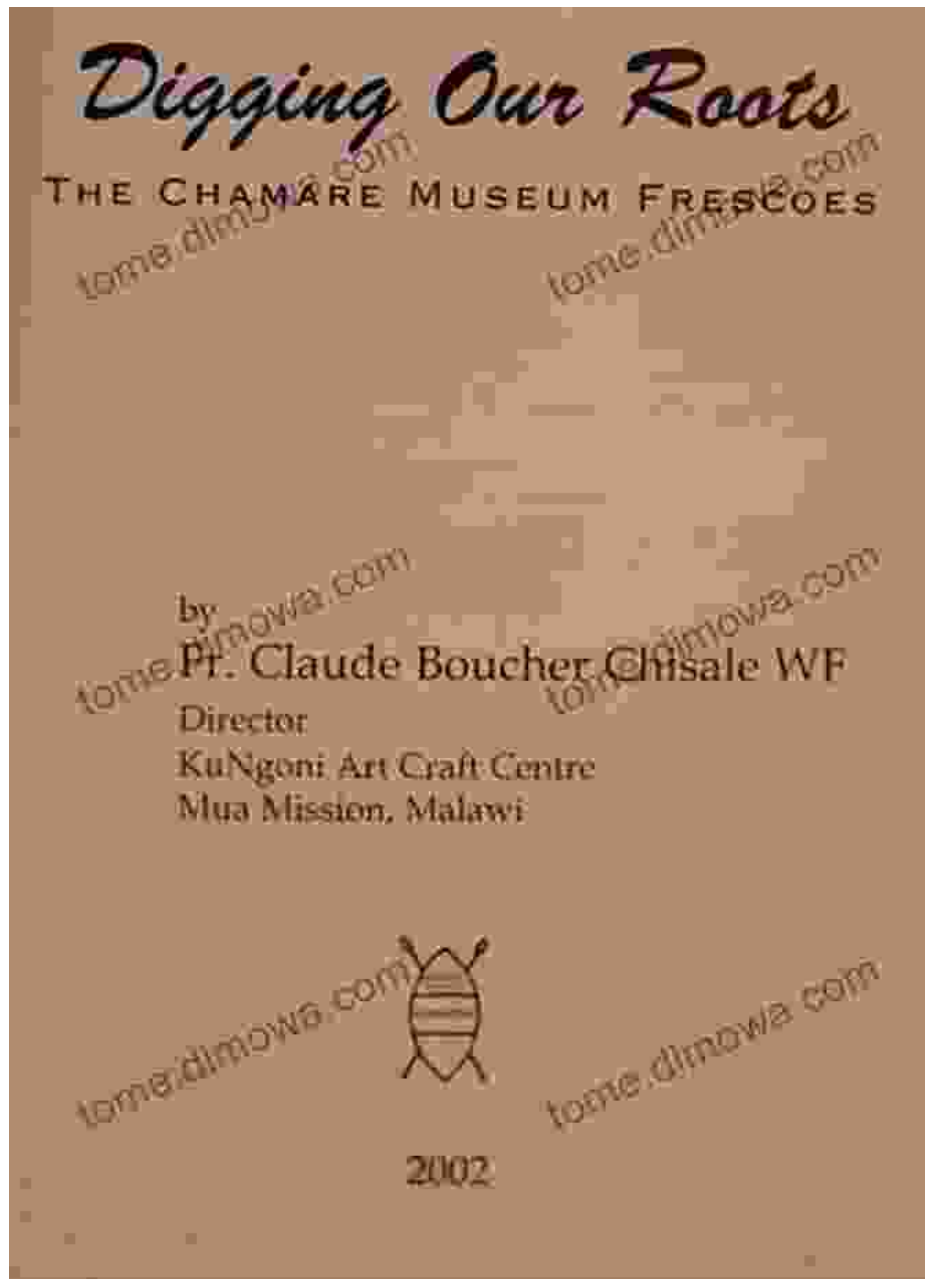 Digging Our Roots
THE CHAMARE MUSEUM FRESCOES
by
Fr. Claude Boucher Chisale WF
Director
KuNgoni Art Craft Centre
Mua Mission, Malawi
2002
tome.dimowa.com
tome.dimowa.com
tome.dimowa.com
tome.dimowa.com
tome.dimowa.com
tome.dimowa.com